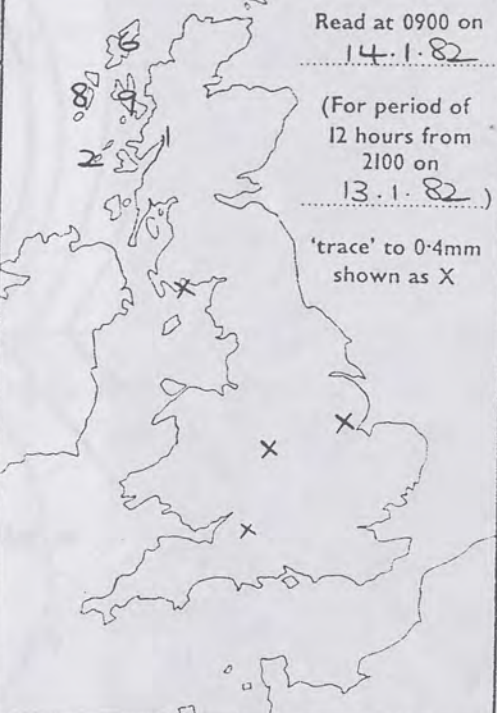 Read at 0900 on
14.1.82
(For period of
12 hours from
2100 on
13.1.82)
'trace' to 0·4mm
shown as X
6
8 9
1
2
X
X
X
X